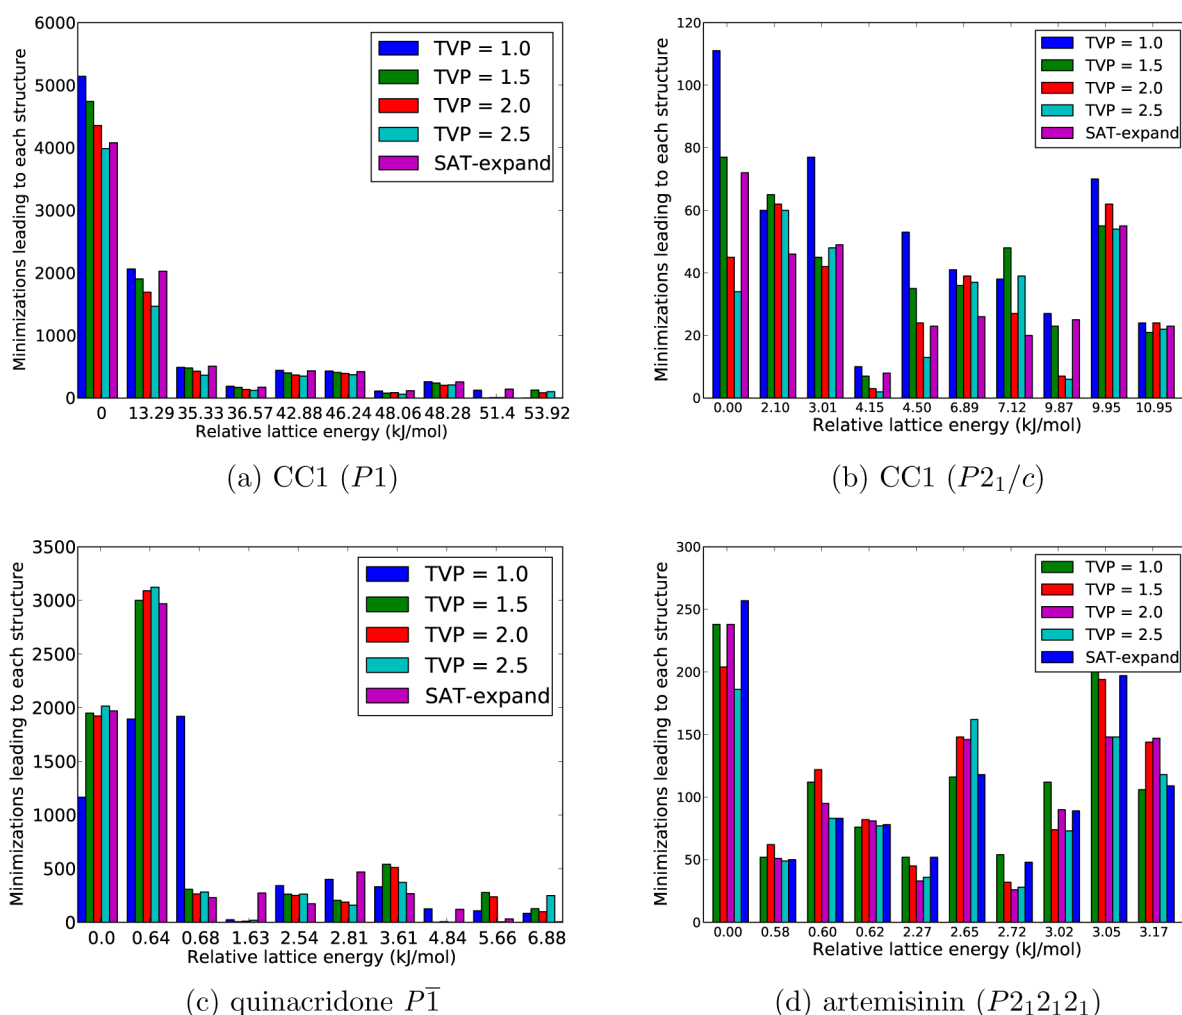 Minimizations leading to each structure
6000
5000
4000
3000
2000
1000
0
TVP = 1.0
TVP = 1.5
TVP = 2.0
TVP = 2.5
SAT-expand
0 13.29 35.33 36.57 42.88 46.24 48.06 48.28 51.4 53.92
Relative lattice energy (kJ/mol)
(a) CC1 (P1)
Minimizations leading to each structure
120
100
80
60
40
20
0
TVP = 1.0
TVP = 1.5
TVP = 2.0
TVP = 2.5
SAT-expand
0.00 2.10 3.01 4.15 4.50 6.89 7.12 9.87 9.95 10.95
Relative lattice energy (kJ/mol)
(b) CC1 (P2₁/c)
Minimizations leading to each structure
3500
3000
2500
2000
1500
1000
500
0
TVP = 1.0
TVP = 1.5
TVP = 2.0
TVP = 2.5
SAT-expand
0.0 0.64 0.68 1.63 2.54 2.81 3.61 4.84 5.66 6.88
Relative lattice energy (kJ/mol)
(c) quinacridone P1̅
Minimizations leading to each structure
300
250
200
150
100
50
0
TVP = 1.0
TVP = 1.5
TVP = 2.0
TVP = 2.5
SAT-expand
0.00 0.58 0.60 0.62 2.27 2.65 2.72 3.02 3.05 3.17
Relative lattice energy (kJ/mol)
(d) artemisinin (P2₁2₁2₁)